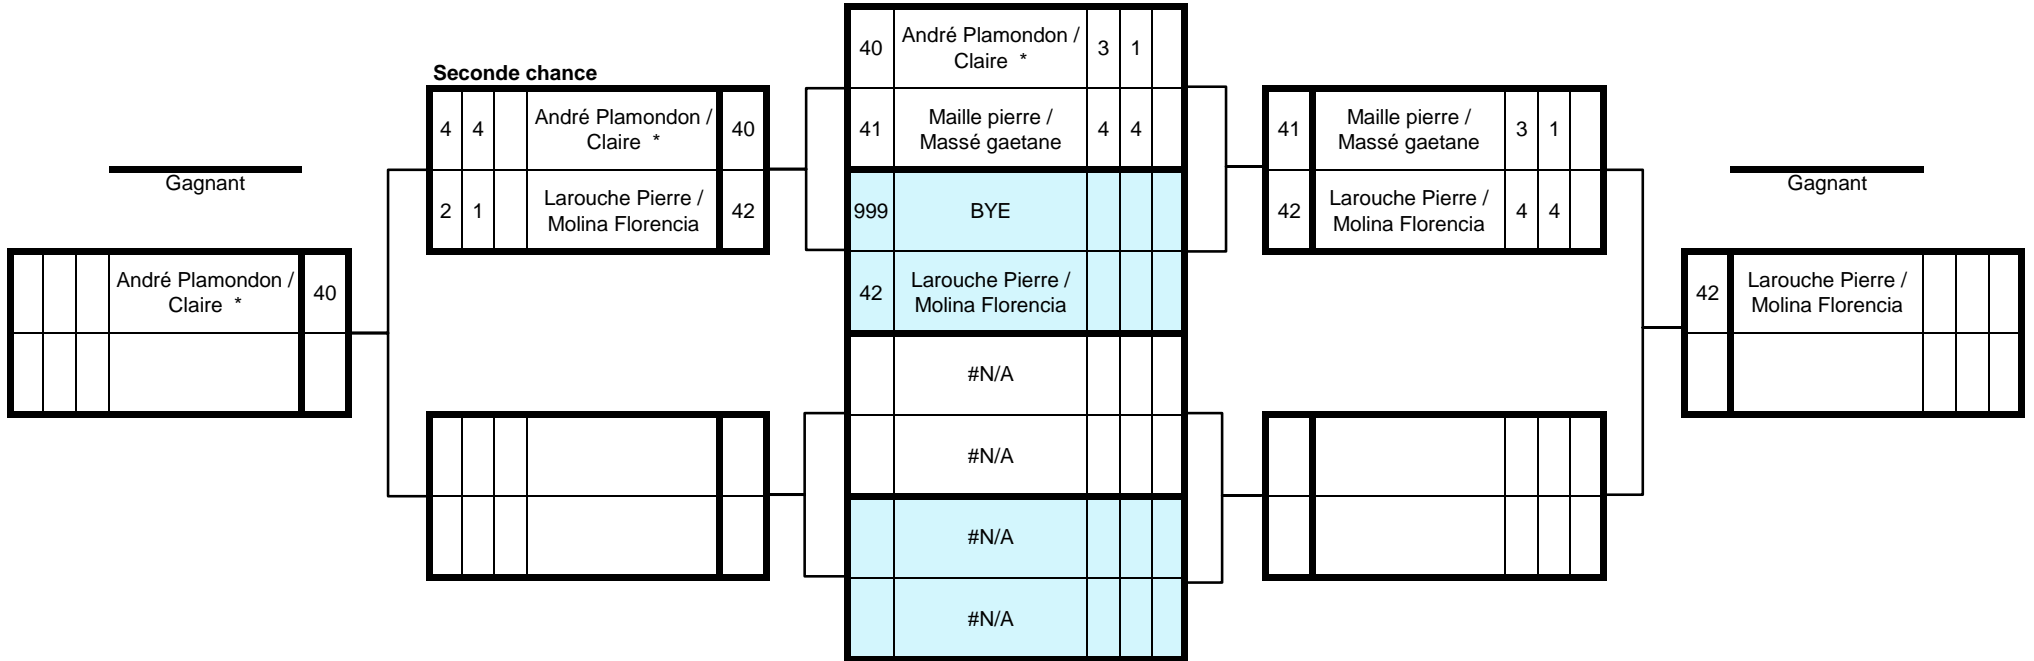 Gagnant
André Plamondon /
Claire *
40
Seconde chance
4 4 André Plamondon / 40
Claire *
2 1 Larouche Pierre / 42
Molina Florencia
40 André Plamondon / 3 1
Claire *
41 Maille pierre / 4 4
Massé gaetane
999 BYE
42 Larouche Pierre /
Molina Florencia
#N/A
#N/A
#N/A
#N/A
41 Maille pierre / 3 1
Massé gaetane
42 Larouche Pierre / 4 4
Molina Florencia
Gagnant
42 Larouche Pierre /
Molina Florencia